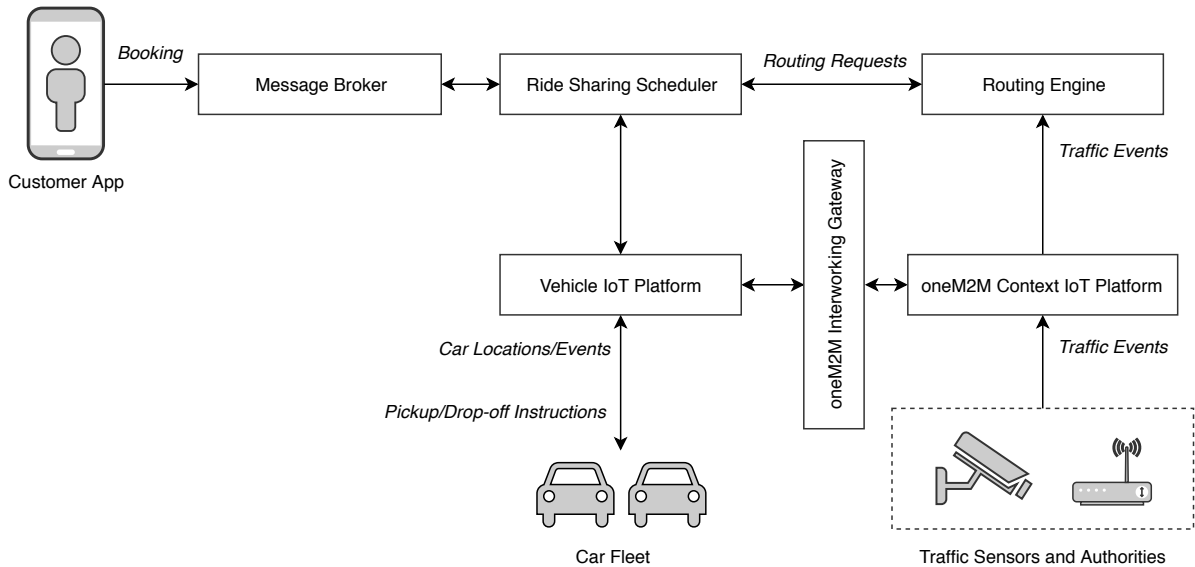 Booking
Message Broker
Ride Sharing Scheduler
Routing Requests
Routing Engine
Customer App
Traffic Events
oneM2M Interworking Gateway
Vehicle IoT Platform
oneM2M Context IoT Platform
Car Locations/Events
Traffic Events
Pickup/Drop-off Instructions
Car Fleet
Traffic Sensors and Authorities